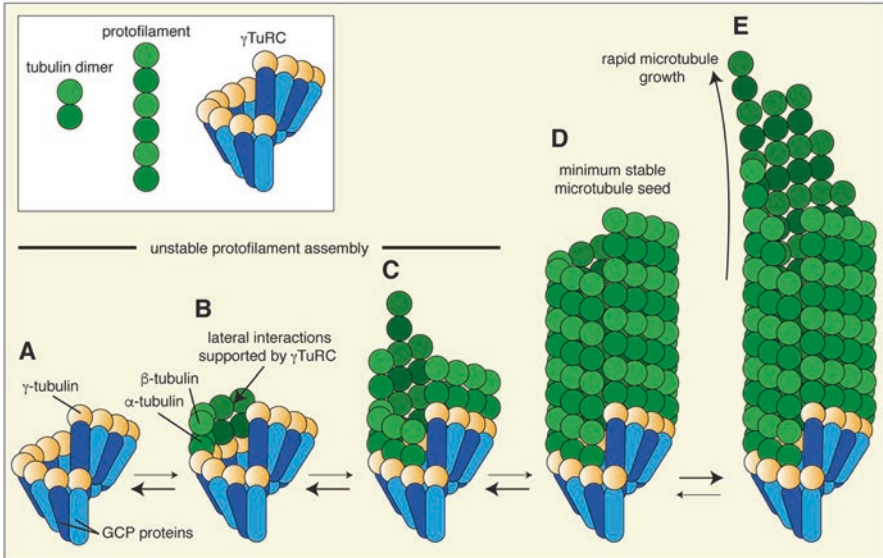 protofilament
γTuRC
tubulin dimer
E
rapid microtubule
growth
D
minimum stable
microtubule seed
unstable protofilament assembly
C
B
lateral interactions
supported by γTuRC
A
γ-tubulin
β-tubulin
α-tubulin
GCP proteins